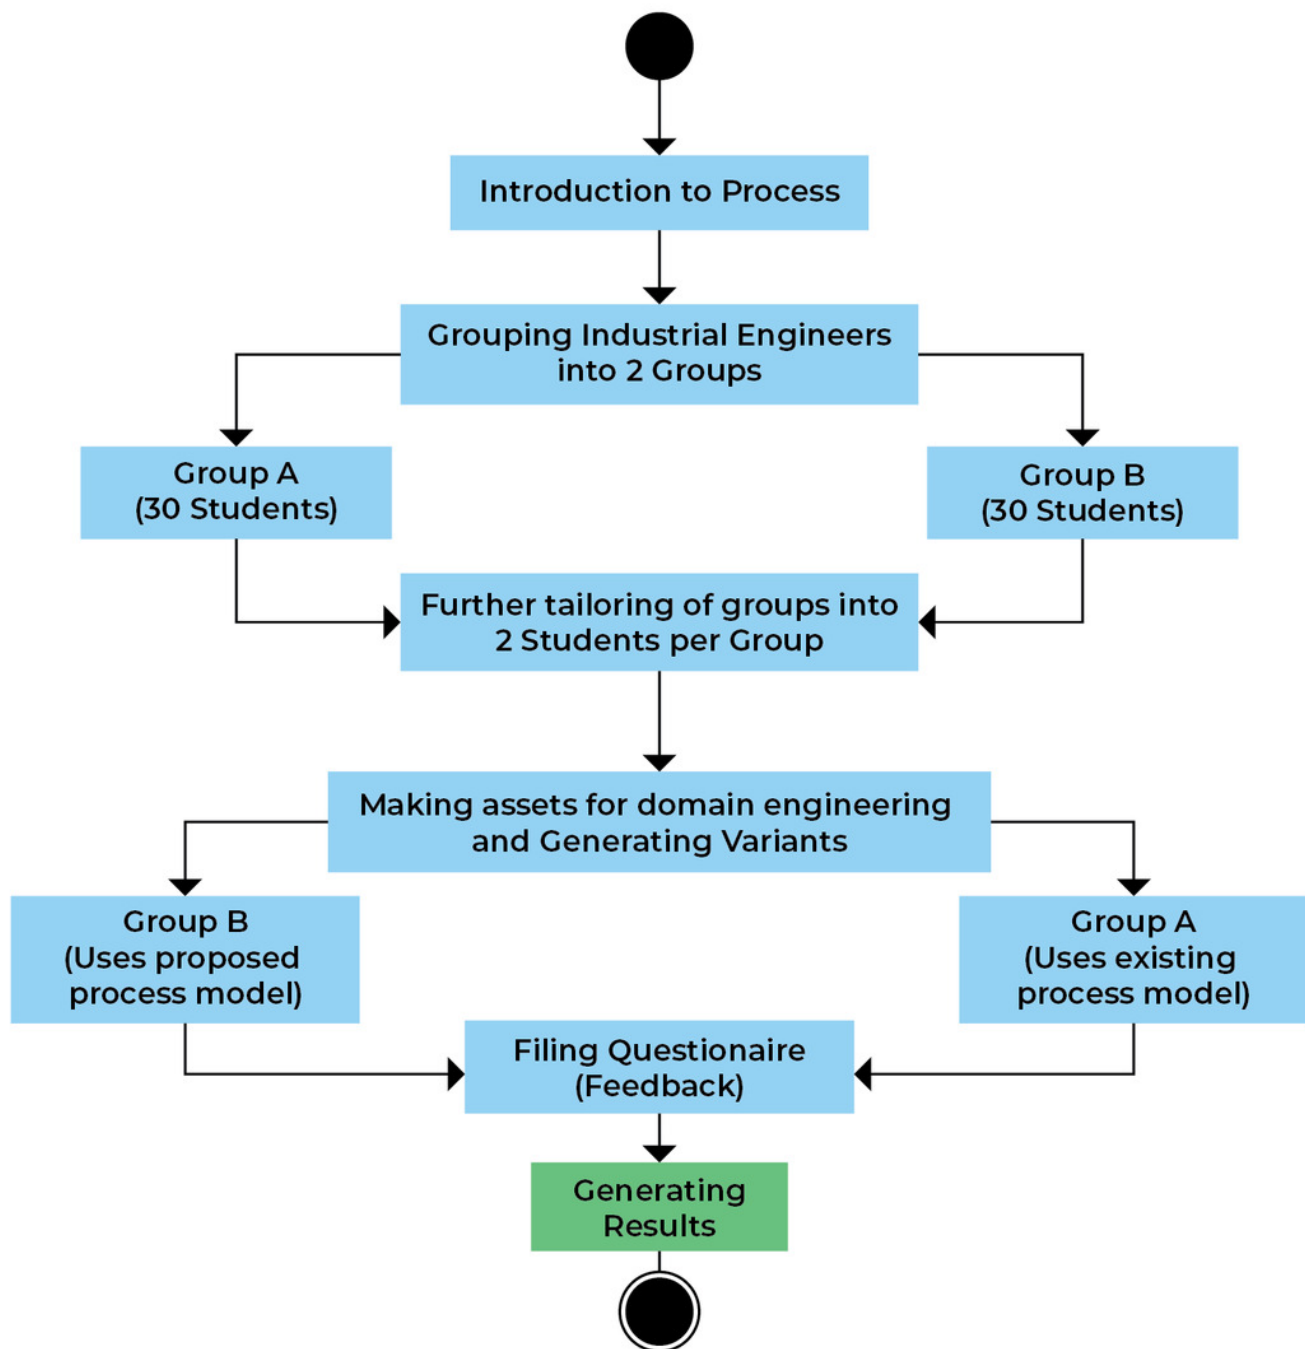 Introduction to Process
Grouping Industrial Engineers
into 2 Groups
Group A
(30 Students)
Group B
(30 Students)
Further tailoring of groups into
2 Students per Group
Making assets for domain engineering
and Generating Variants
Group B
(Uses proposed
process model)
Group A
(Uses existing
process model)
Filing Questionaire
(Feedback)
Generating
Results